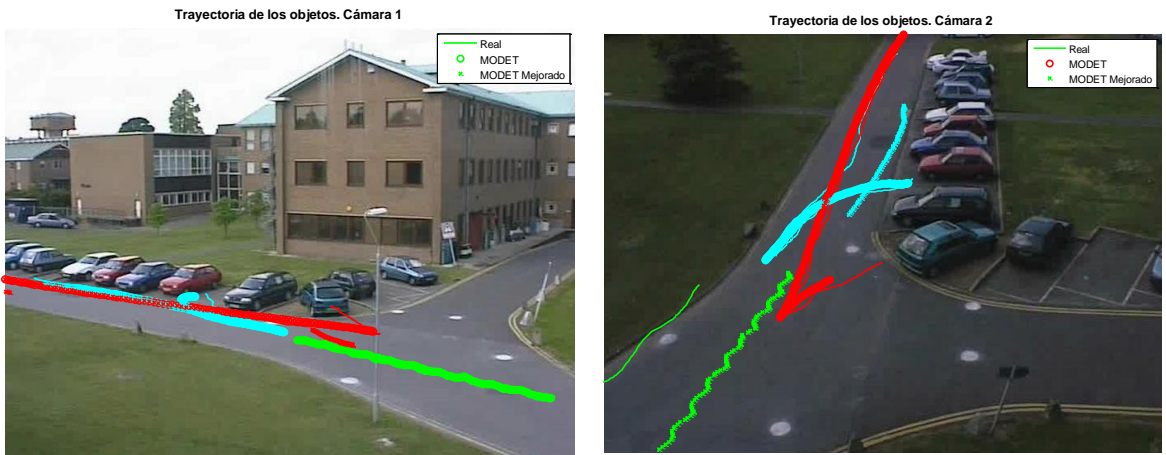 Trayectoria de los objetos. Cámara 1
Real
MODET
MODET Mejorado
Trayectoria de los objetos. Cámara 2
Real
MODET
MODET Mejorado